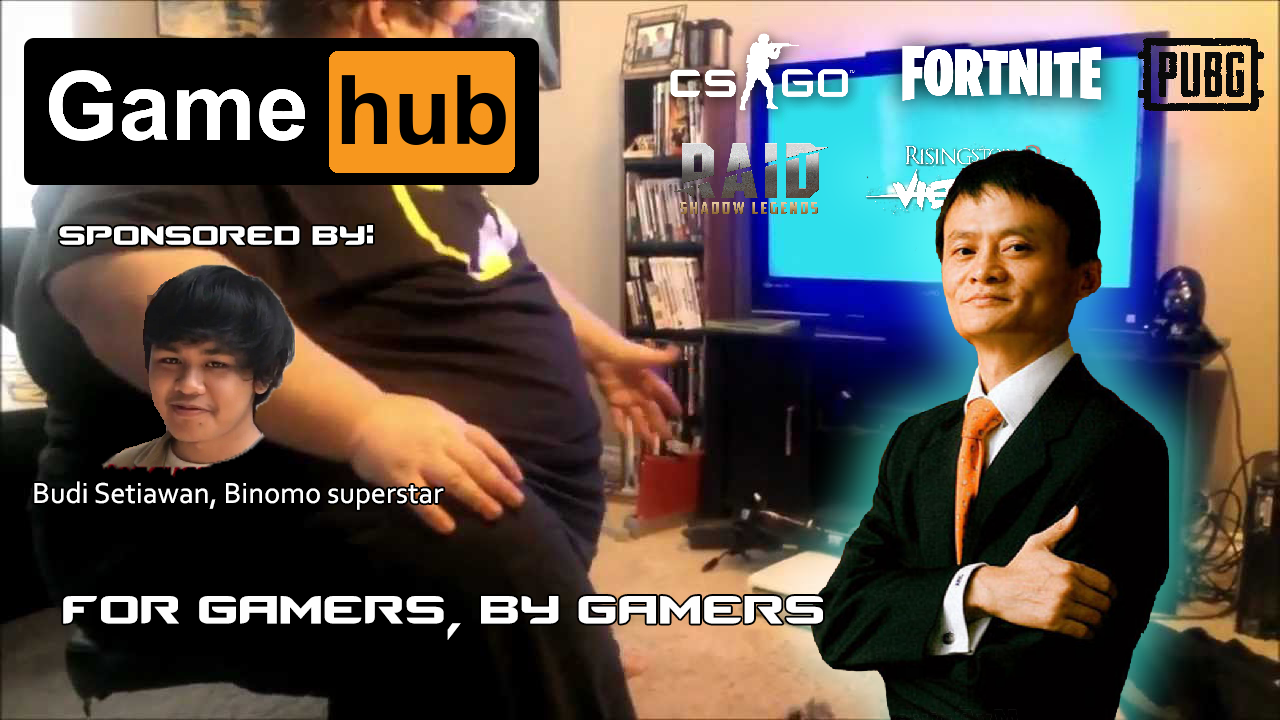 Game hub
CS GO
FORTNITE
PUBG
RAID
SHADOW LEGENDS
SPONSORED BY:
Budi Setiawan, Binomo superstar
FOR GAMERS, BY GAMERS